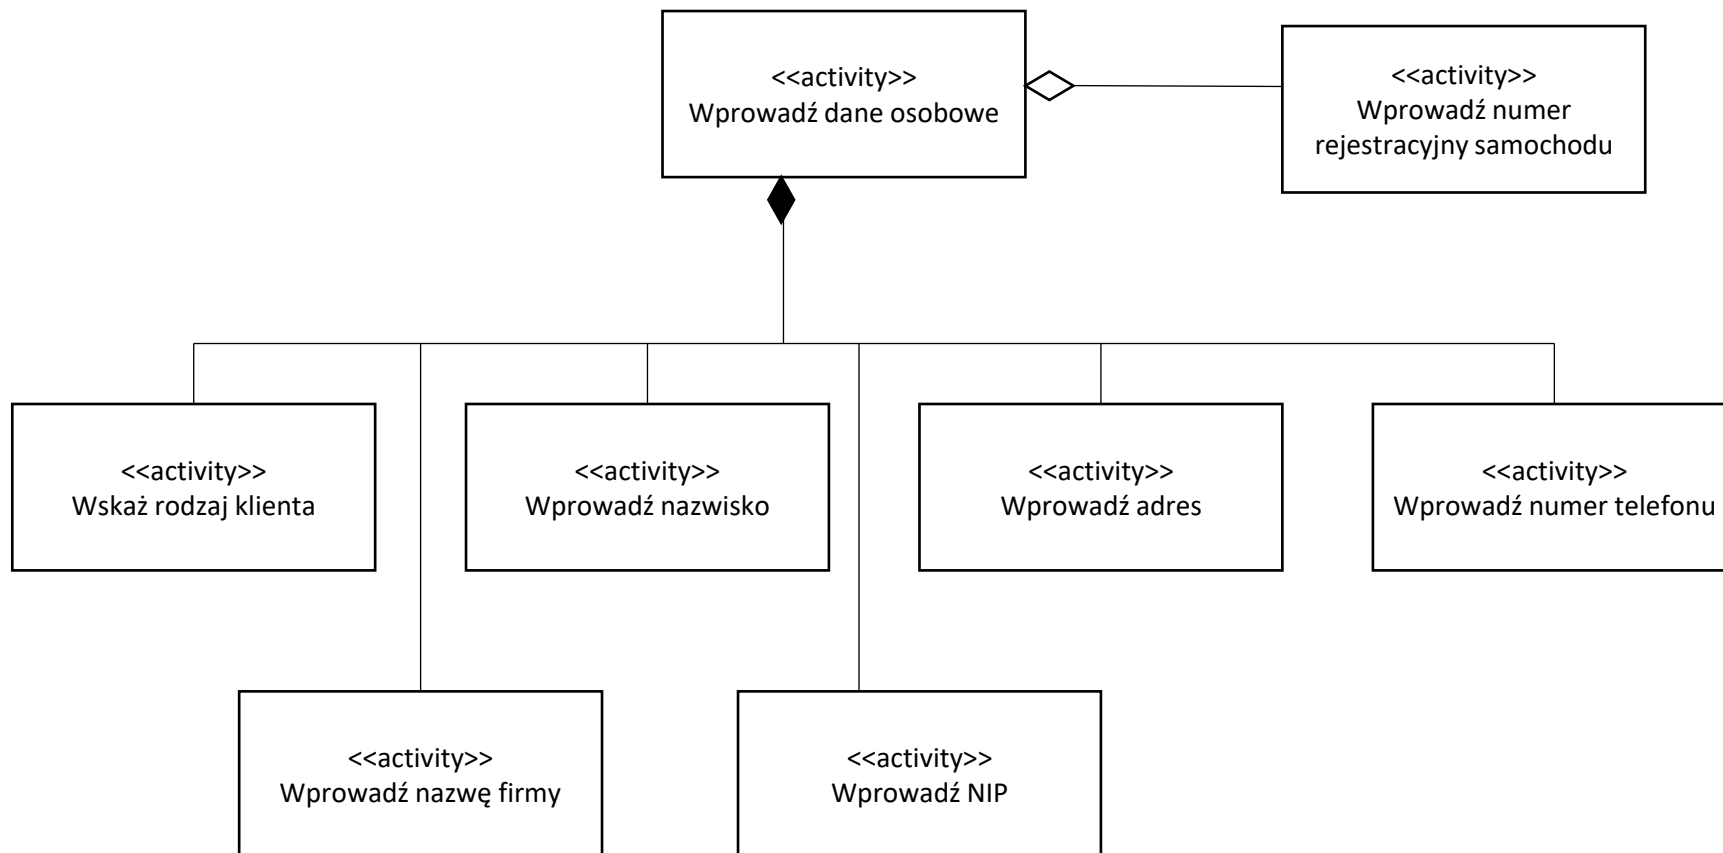 <<activity>>
Wprowadź dane osobowe
<<activity>>
Wprowadź numer
rejestracyjny samochodu
<<activity>>
Wskaż rodzaj klienta
<<activity>>
Wprowadź nazwisko
<<activity>>
Wprowadź adres
<<activity>>
Wprowadź numer telefonu
<<activity>>
Wprowadź nazwę firmy
<<activity>>
Wprowadź NIP